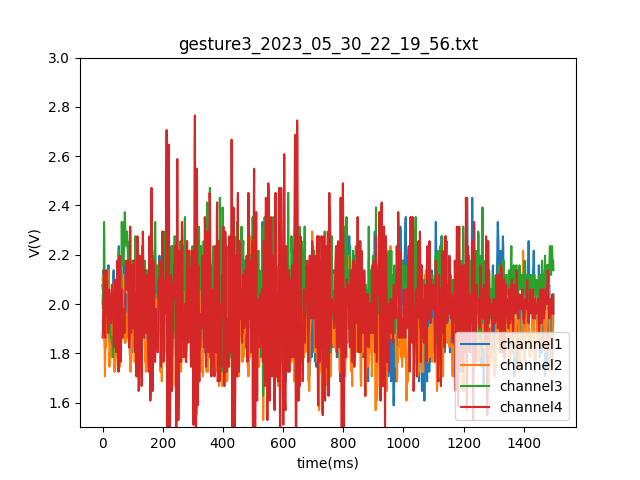 gesture3_2023_05_30_22_19_56.txt
3.0
2.8
2.6
2.4
2.2
2.0
1.8
1.6
V(V)
channel1
channel2
channel3
channel4
0 200 400 600 800 1000 1200 1400
time(ms)